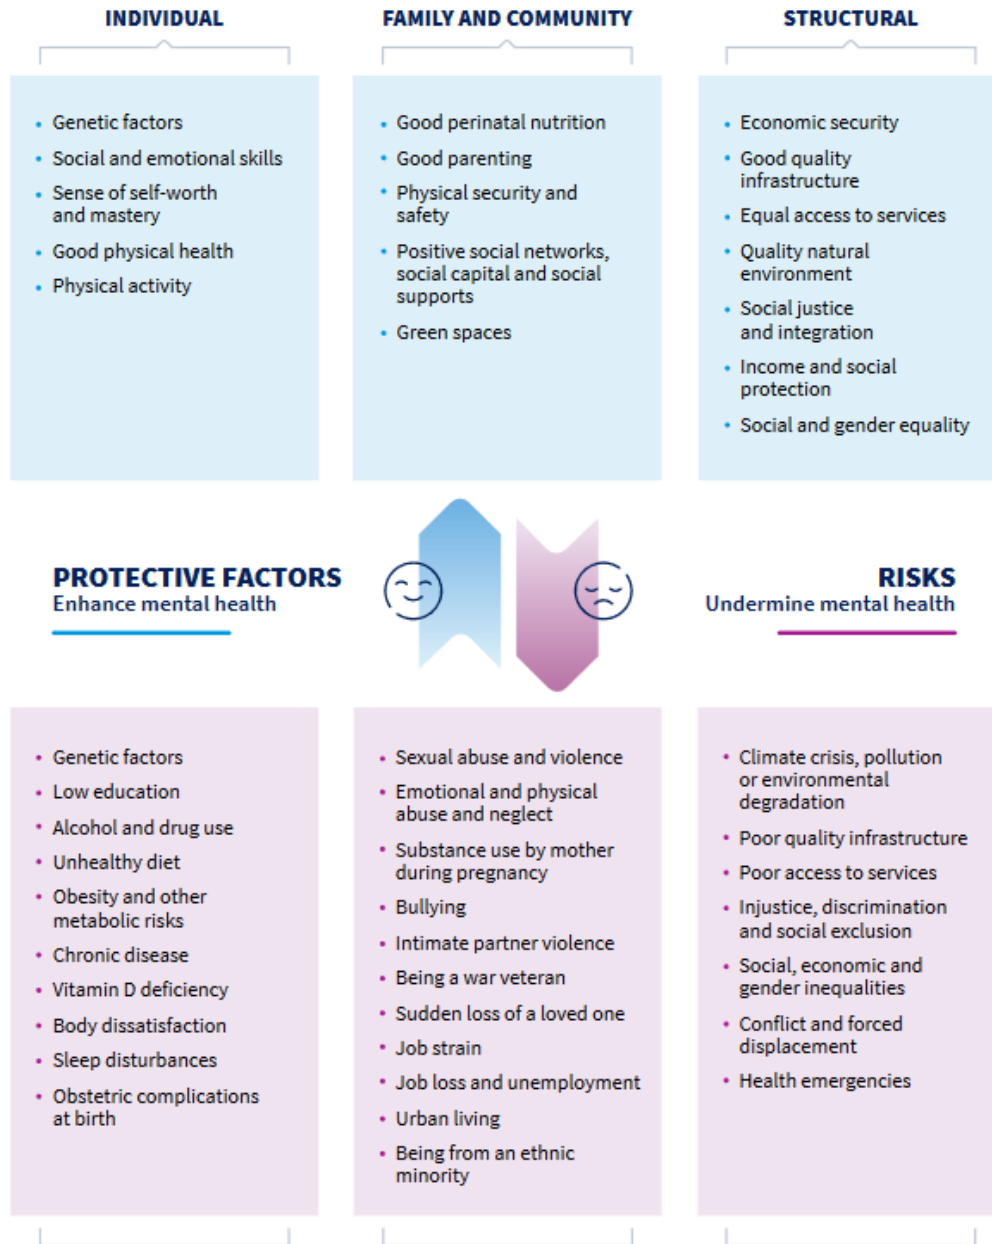 INDIVIDUAL
FAMILY AND COMMUNITY
STRUCTURAL
• Genetic factors
• Social and emotional skills
• Sense of self-worth
and mastery
• Good physical health
• Physical activity
• Good perinatal nutrition
• Good parenting
• Physical security and
safety
• Positive social networks,
social capital and social
supports
• Green spaces
• Economic security
• Good quality
infrastructure
• Equal access to services
• Quality natural
environment
• Social justice
and integration
• Income and social
protection
• Social and gender equality
PROTECTIVE FACTORS
Enhance mental health
RISKS
Undermine mental health
• Genetic factors
• Low education
• Alcohol and drug use
• Unhealthy diet
• Obesity and other
metabolic risks
• Chronic disease
• Vitamin D deficiency
• Body dissatisfaction
• Sleep disturbances
• Obstetric complications
at birth
• Sexual abuse and violence
• Emotional and physical
abuse and neglect
• Substance use by mother
during pregnancy
• Bullying
• Intimate partner violence
• Being a war veteran
• Sudden loss of a loved one
• Job strain
• Job loss and unemployment
• Urban living
• Being from an ethnic
minority
• Climate crisis, pollution
or environmental
degradation
• Poor quality infrastructure
• Poor access to services
• Injustice, discrimination
and social exclusion
• Social, economic and
gender inequalities
• Conflict and forced
displacement
• Health emergencies